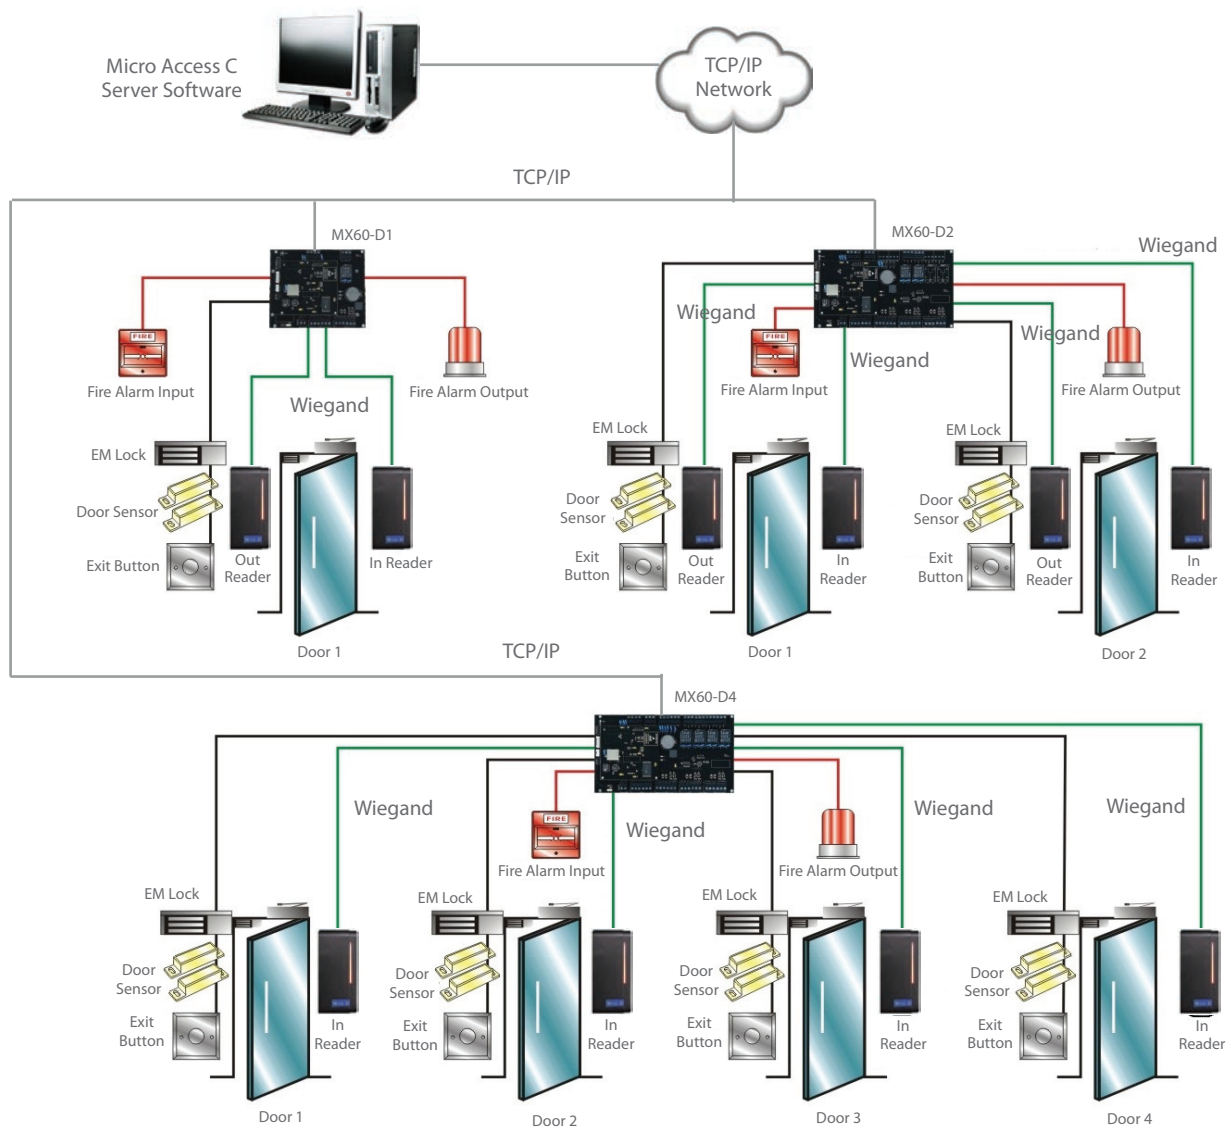 Micro Access C
Server Software
TCP/IP
Network
TCP/IP
MX60-D1
MX60-D2
Wiegand
Wiegand
Wiegand
Wiegand
FIRE
FIRE
Fire Alarm Input
Fire Alarm Output
Fire Alarm Input
Fire Alarm Output
Wiegand
EM Lock
EM Lock
EM Lock
Door Sensor
Door
Sensor
Door
Sensor
Exit Button
Out
Reader
In Reader
Exit
Button
Out
Reader
In
Reader
Exit
Button
Out
Reader
In
Reader
Door 1
Door 1
Door 2
TCP/IP
MX60-D4
Wiegand
Wiegand
Wiegand
Wiegand
FIRE
Fire Alarm Input
Fire Alarm Output
EM Lock
EM Lock
EM Lock
EM Lock
Door
Sensor
Door
Sensor
Door
Sensor
Door
Sensor
Exit
Button
In
Reader
Exit
Button
In
Reader
Exit
Button
In
Reader
Exit
Button
In
Reader
Door 1
Door 2
Door 3
Door 4